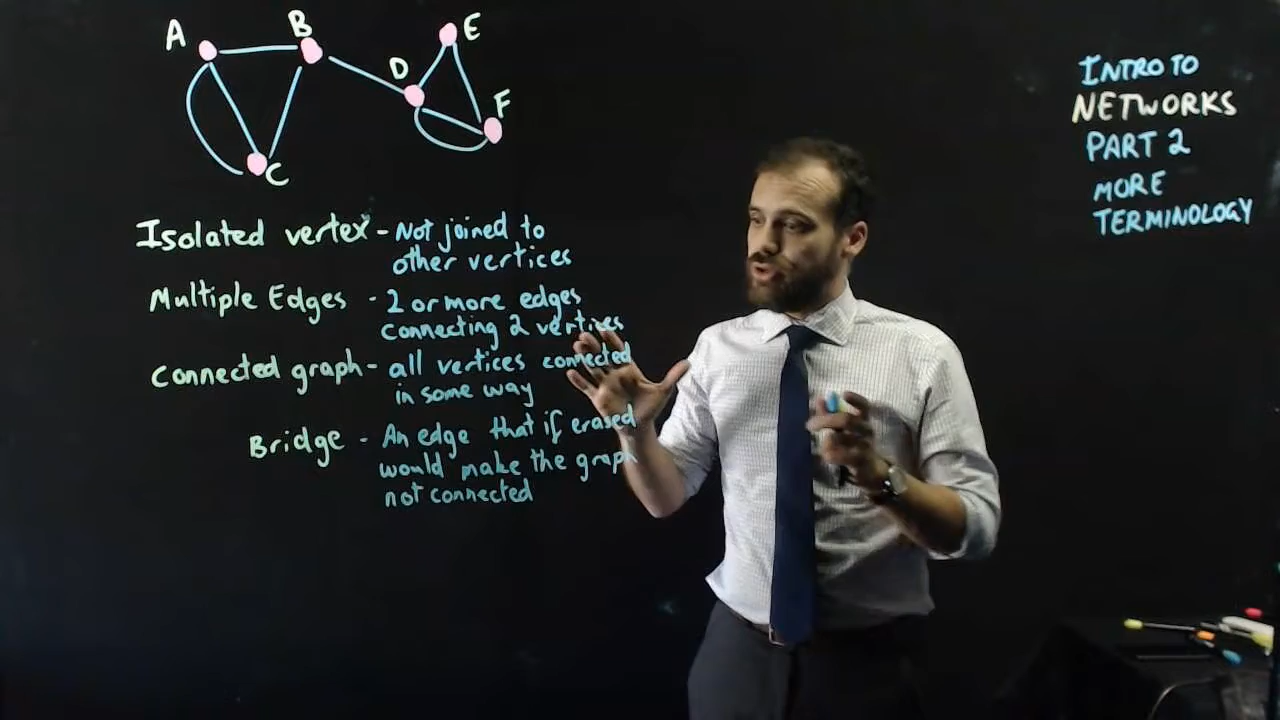 A
B
C
D
E
F
Isolated vertex - Not joined to
other vertices
Multiple Edges - 2 or more edges
connecting 2 vertices
Connected graph - all vertices connected
in some way
Bridge - An edge that if erased
would make the graph
not connected
INTRO TO
NETWORKS
PART 2
MORE
TERMINOLOGY